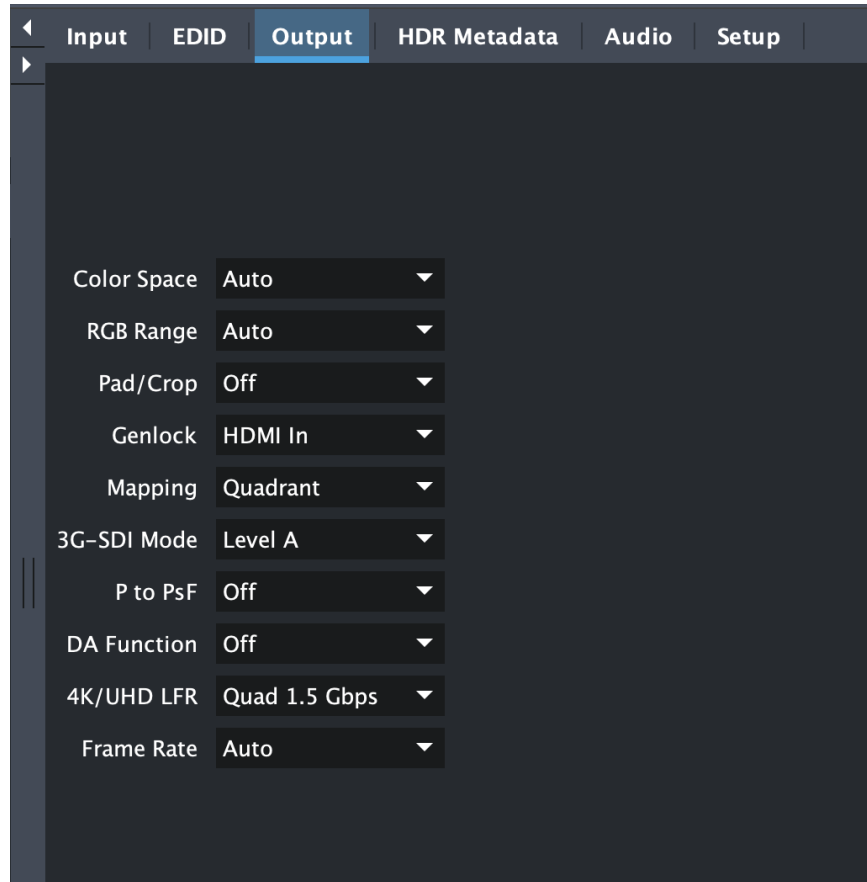 Input EDID Output HDR Metadata Audio Setup
Color Space Auto
RGB Range Auto
Pad/Crop Off
Genlock HDMI In
Mapping Quadrant
3G-SDI Mode Level A
P to PsF Off
DA Function Off
4K/UHD LFR Quad 1.5 Gbps
Frame Rate Auto